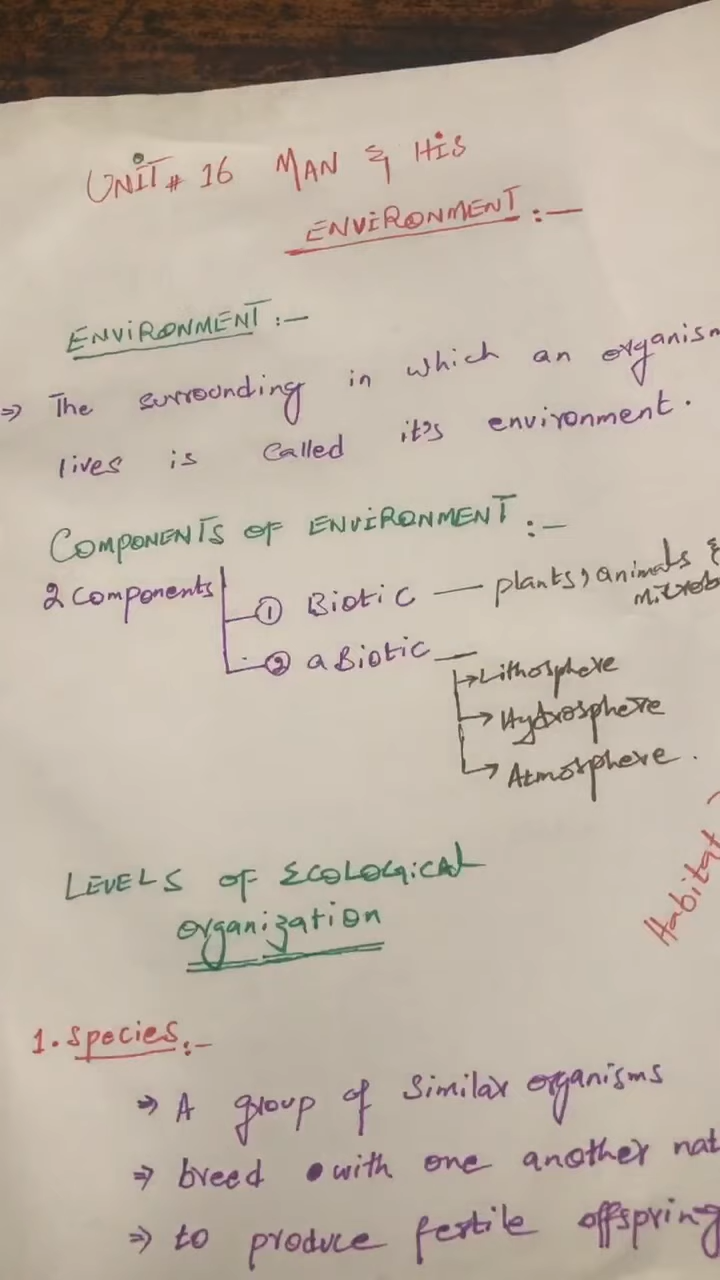 UNIT # 16 MAN & HIS
ENVIRONMENT :-
ENVIRONMENT :-
⇒ The surrounding in which an organism
lives is called it's environment.
COMPONENTS OF ENVIRONMENT :-
2 Components
① Biotic — plants, animals &
microb
② aBiotic —
→ Lithosphere
→ Hydrosphere
→ Atmosphere.
LEVELS OF ECOLOGICAL
organization
Habitat
1. Species :-
⇒ A group of Similar organisms
⇒ breed with one another nat
⇒ to produce fertile offspring